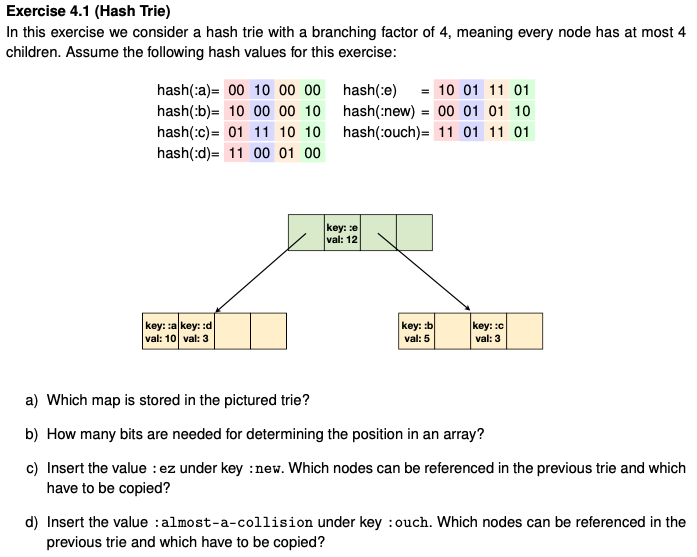 Exercise 4.1 (Hash Trie)
In this exercise we consider a hash trie with a branching factor of 4, meaning every node has at most 4
children. Assume the following hash values for this exercise:
hash(:a)= 00 10 00 00 hash(:e) = 10 01 11 01
hash(:b)= 10 00 00 10 hash(:new) = 00 01 01 10
hash(:c)= 01 11 10 10 hash(:ouch)= 11 01 11 01
hash(:d)= 11 00 01 00
key: :e
val: 12
key: :a key: :d
val: 10 val: 3
key: :b key: :c
val: 5 val: 3
a) Which map is stored in the pictured trie?
b) How many bits are needed for determining the position in an array?
c) Insert the value :ez under key :new. Which nodes can be referenced in the previous trie and which
have to be copied?
d) Insert the value :almost-a-collision under key :ouch. Which nodes can be referenced in the
previous trie and which have to be copied?